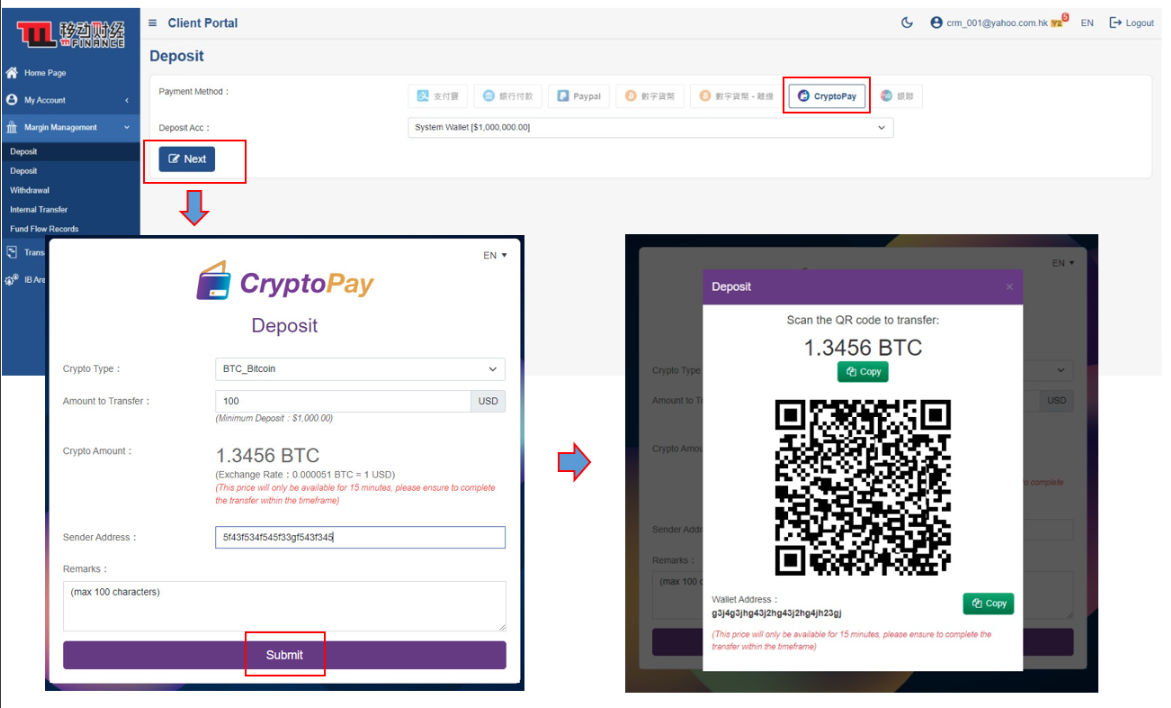 移动财经
FINANCE
≡ Client Portal
crm_001@yahoo.com.hk V2 5 EN Logout
Deposit
Home Page
My Account
Margin Management
Deposit
Deposit
Withdrawal
Internal Transfer
Fund Flow Records
Trans
IB Are
Payment Method :
支付寶 銀行付款 Paypal 數字貨幣 數字貨幣 - 離線 CryptoPay 銀聯
Deposit Acc :
System Wallet [$1,000,000.00]
Next
EN ▼
CryptoPay
Deposit
Crypto Type :
BTC_Bitcoin
Amount to Transfer :
100 USD
(Minimum Deposit : $1,000.00)
Crypto Amount :
1.3456 BTC
(Exchange Rate : 0.000051 BTC = 1 USD)
(This price will only be available for 15 minutes, please ensure to complete
the transfer within the timeframe)
Sender Address :
5f43f534f545f33gf543f345
Remarks :
(max 100 characters)
Submit
EN ▼
Deposit ×
Scan the QR code to transfer:
1.3456 BTC
Copy
Crypto Type
Amount to Tr
USD
Crypto Amou
o complete
Sender Addr
Remarks :
(max 100 c
Wallet Address :
g3j4g3jhg43j2hg43j2hg4jh23gj
Copy
(This price will only be available for 15 minutes, please ensure to complete the
transfer within the timeframe)